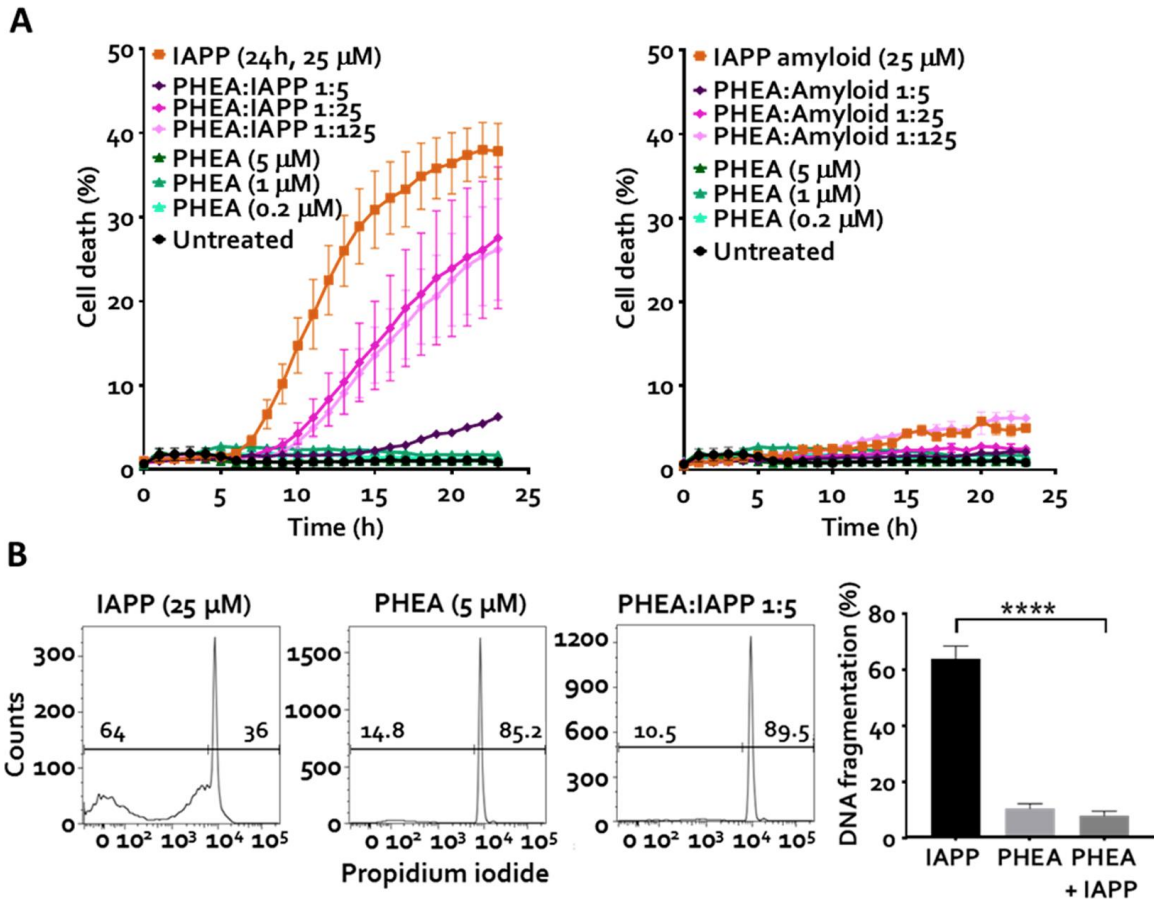 A
50
40
30
20
10
0
Cell death (%)
IAPP (24h, 25 μM)
PHEA:IAPP 1:5
PHEA:IAPP 1:25
PHEA:IAPP 1:125
PHEA (5 μM)
PHEA (1 μM)
PHEA (0.2 μM)
Untreated
0 5 10 15 20 25
Time (h)
50
40
30
20
10
0
Cell death (%)
IAPP amyloid (25 μM)
PHEA:Amyloid 1:5
PHEA:Amyloid 1:25
PHEA:Amyloid 1:125
PHEA (5 μM)
PHEA (1 μM)
PHEA (0.2 μM)
Untreated
0 5 10 15 20 25
Time (h)
B
IAPP (25 μM)
Counts
300
200
100
0
64 36
0 10² 10³ 10⁴ 10⁵
PHEA (5 μM)
1500
1000
500
0
14.8 85.2
0 10² 10³ 10⁴ 10⁵
Propidium iodide
PHEA:IAPP 1:5
1200
900
600
300
0
10.5 89.5
0 10² 10³ 10⁴ 10⁵
DNA fragmentation (%)
80
60
40
20
0
****
IAPP PHEA PHEA
+ IAPP